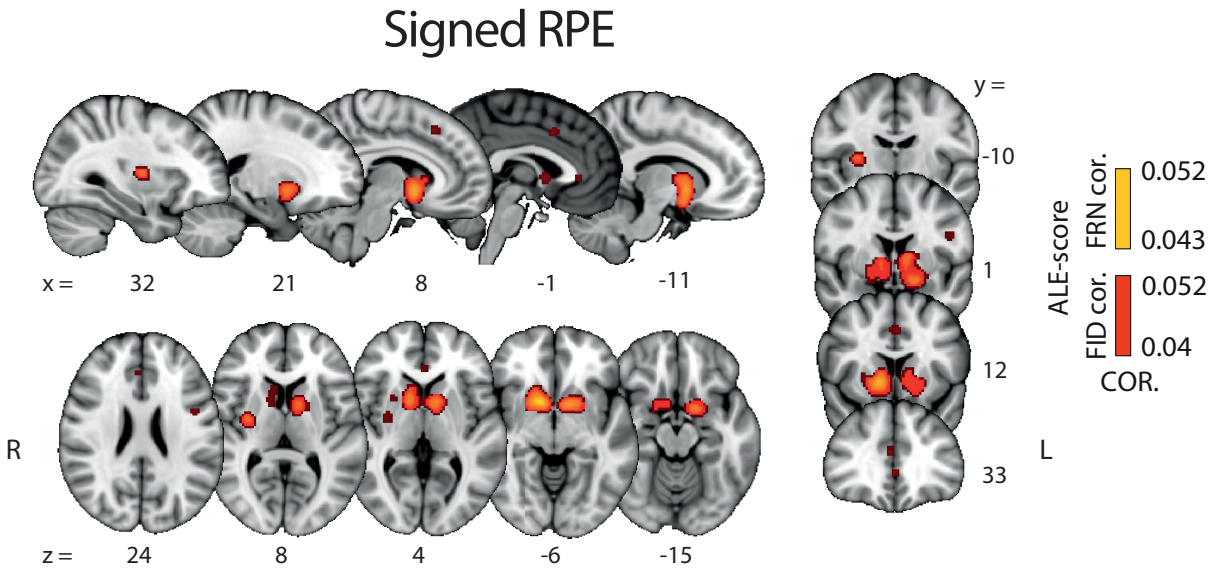 Signed RPE
x = 32 21 8 -1 -11
R
z = 24 8 4 -6 -15
y =
-10
1
12
33
L
ALE-score
FRN cor.
0.052
0.043
FID cor.
0.052
0.04
COR.